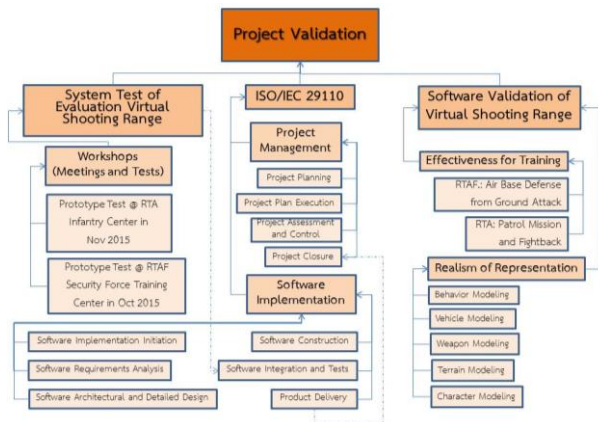 Project Validation
System Test of
Evaluation Virtual
Shooting Range
Workshops
(Meetings and Tests)
Prototype Test @ RTA
Infantry Center in
Nov 2015
Prototype Test @ RTAF
Security Force Training
Center in Oct 2015
ISO/IEC 29110
Project
Management
Project Planning
Project Plan Execution
Project Assessment
and Control
Project Closure
Software
Implementation
Software Implementation Initiation
Software Requirements Analysis
Software Architectural and Detailed Design
Software Construction
Software Integration and Tests
Product Delivery
Software Validation of
Virtual Shooting Range
Effectiveness for Training
RTAF.: Air Base Defense
from Ground Attack
RTA: Patrol Mission
and Fightback
Realism of Representation
Behavior Modeling
Vehicle Modeling
Weapon Modeling
Terrain Modeling
Character Modeling